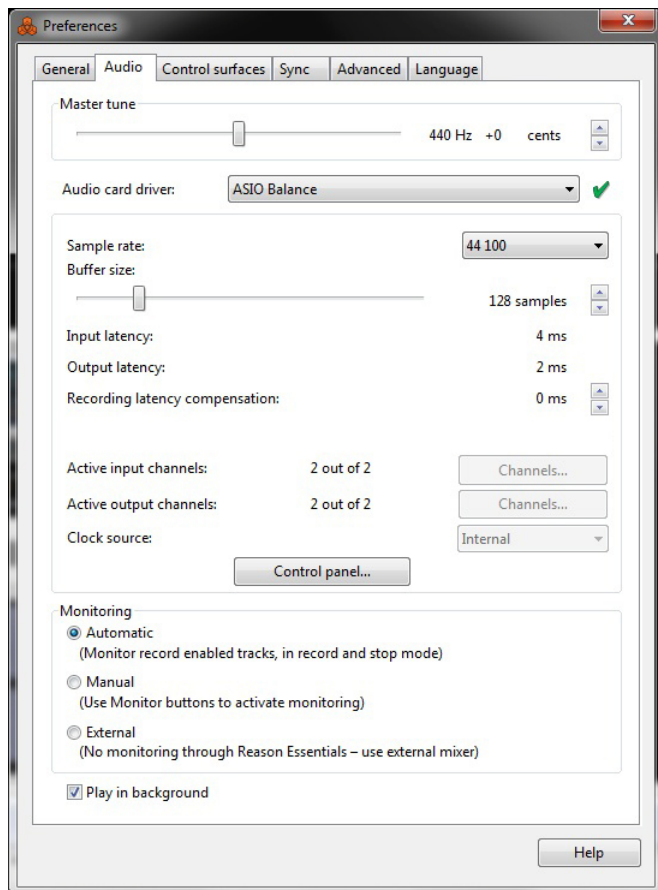 Preferences
General Audio Control surfaces Sync Advanced Language
Master tune
440 Hz +0 cents
Audio card driver: ASIO Balance
Sample rate: 44 100
Buffer size:
128 samples
Input latency: 4 ms
Output latency: 2 ms
Recording latency compensation: 0 ms
Active input channels: 2 out of 2 Channels...
Active output channels: 2 out of 2 Channels...
Clock source: Internal
Control panel...
Monitoring
Automatic
(Monitor record enabled tracks, in record and stop mode)
Manual
(Use Monitor buttons to activate monitoring)
External
(No monitoring through Reason Essentials – use external mixer)
Play in background
Help